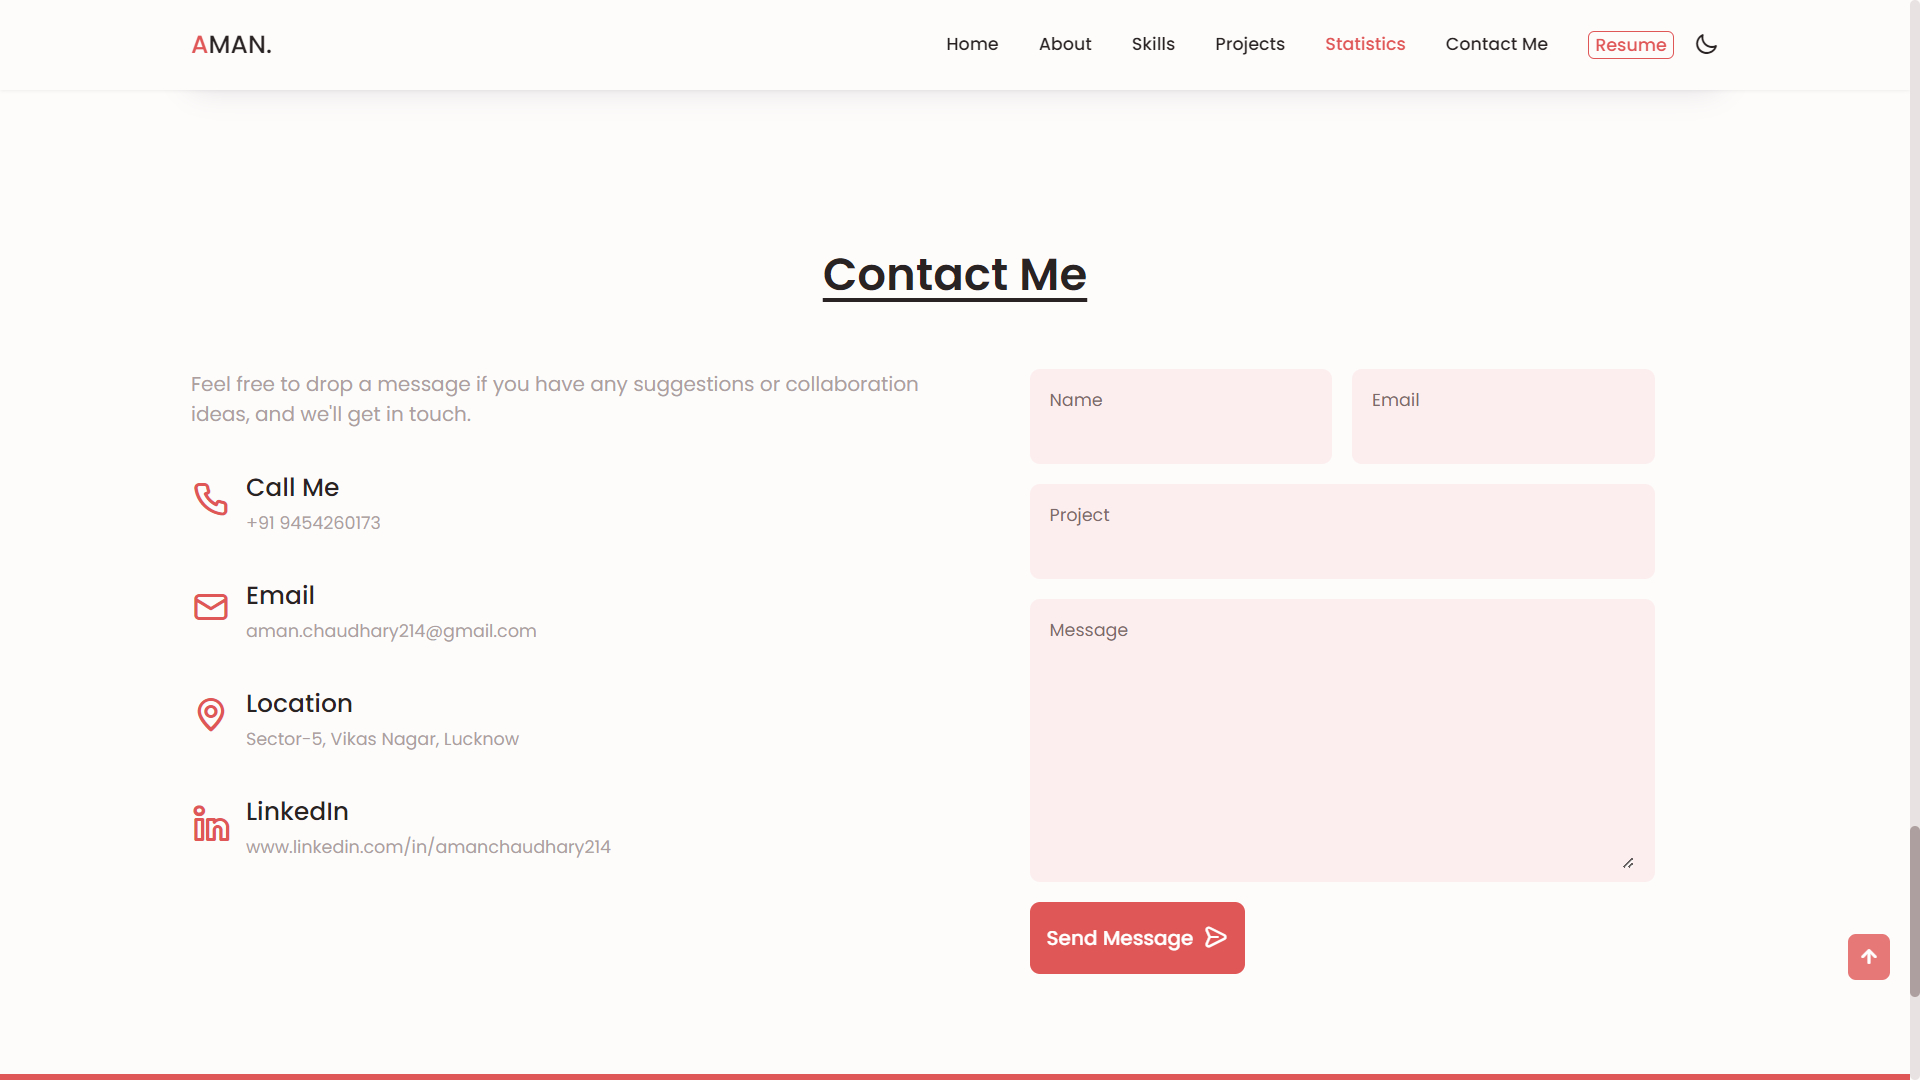 AMAN.
Home About Skills Projects Statistics Contact Me Resume
Contact Me
Feel free to drop a message if you have any suggestions or collaboration
ideas, and we'll get in touch.
Call Me
+91 9454260173
Email
aman.chaudhary214@gmail.com
Location
Sector-5, Vikas Nagar, Lucknow
LinkedIn
www.linkedin.com/in/amanchaudhary214
Name Email
Project
Message
Send Message